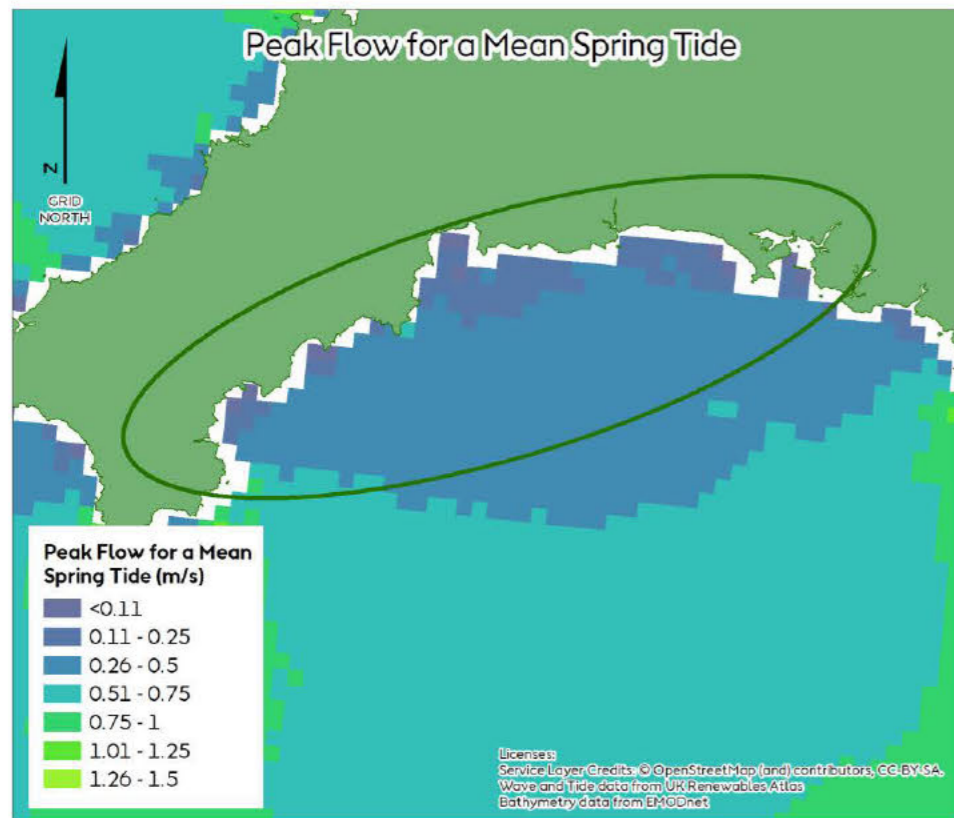 Peak Flow for a Mean Spring Tide
N
GRID
NORTH
Peak Flow for a Mean
Spring Tide (m/s)
<0.11
0.11 - 0.25
0.26 - 0.5
0.51 - 0.75
0.75 - 1
1.01 - 1.25
1.26 - 1.5
Licenses:
Service Layer Credits: © OpenStreetMap (and) contributors, CC-BY-SA,
Wave and Tide data from UK Renewables Atlas
Bathymetry data from EMODnet